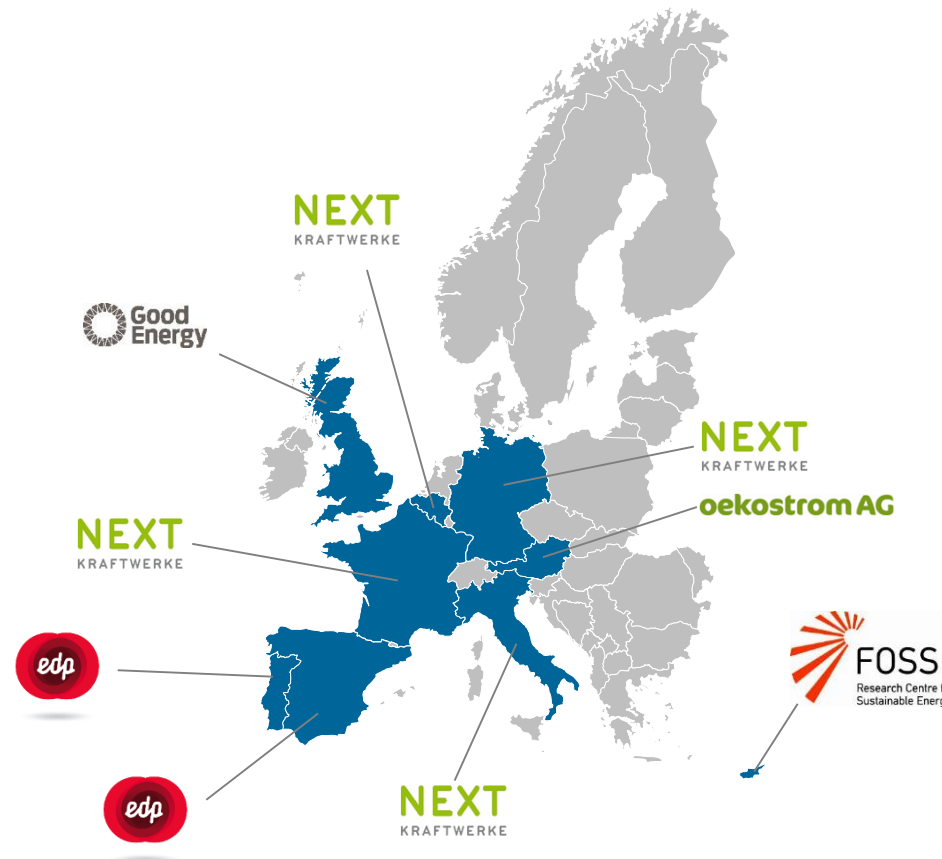 NEXT
KRAFTWERKE
Good
Energy
NEXT
KRAFTWERKE
oekostrom AG
NEXT
KRAFTWERKE
edp
FOSS
Research Centre f
Sustainable Energ
edp
NEXT
KRAFTWERKE